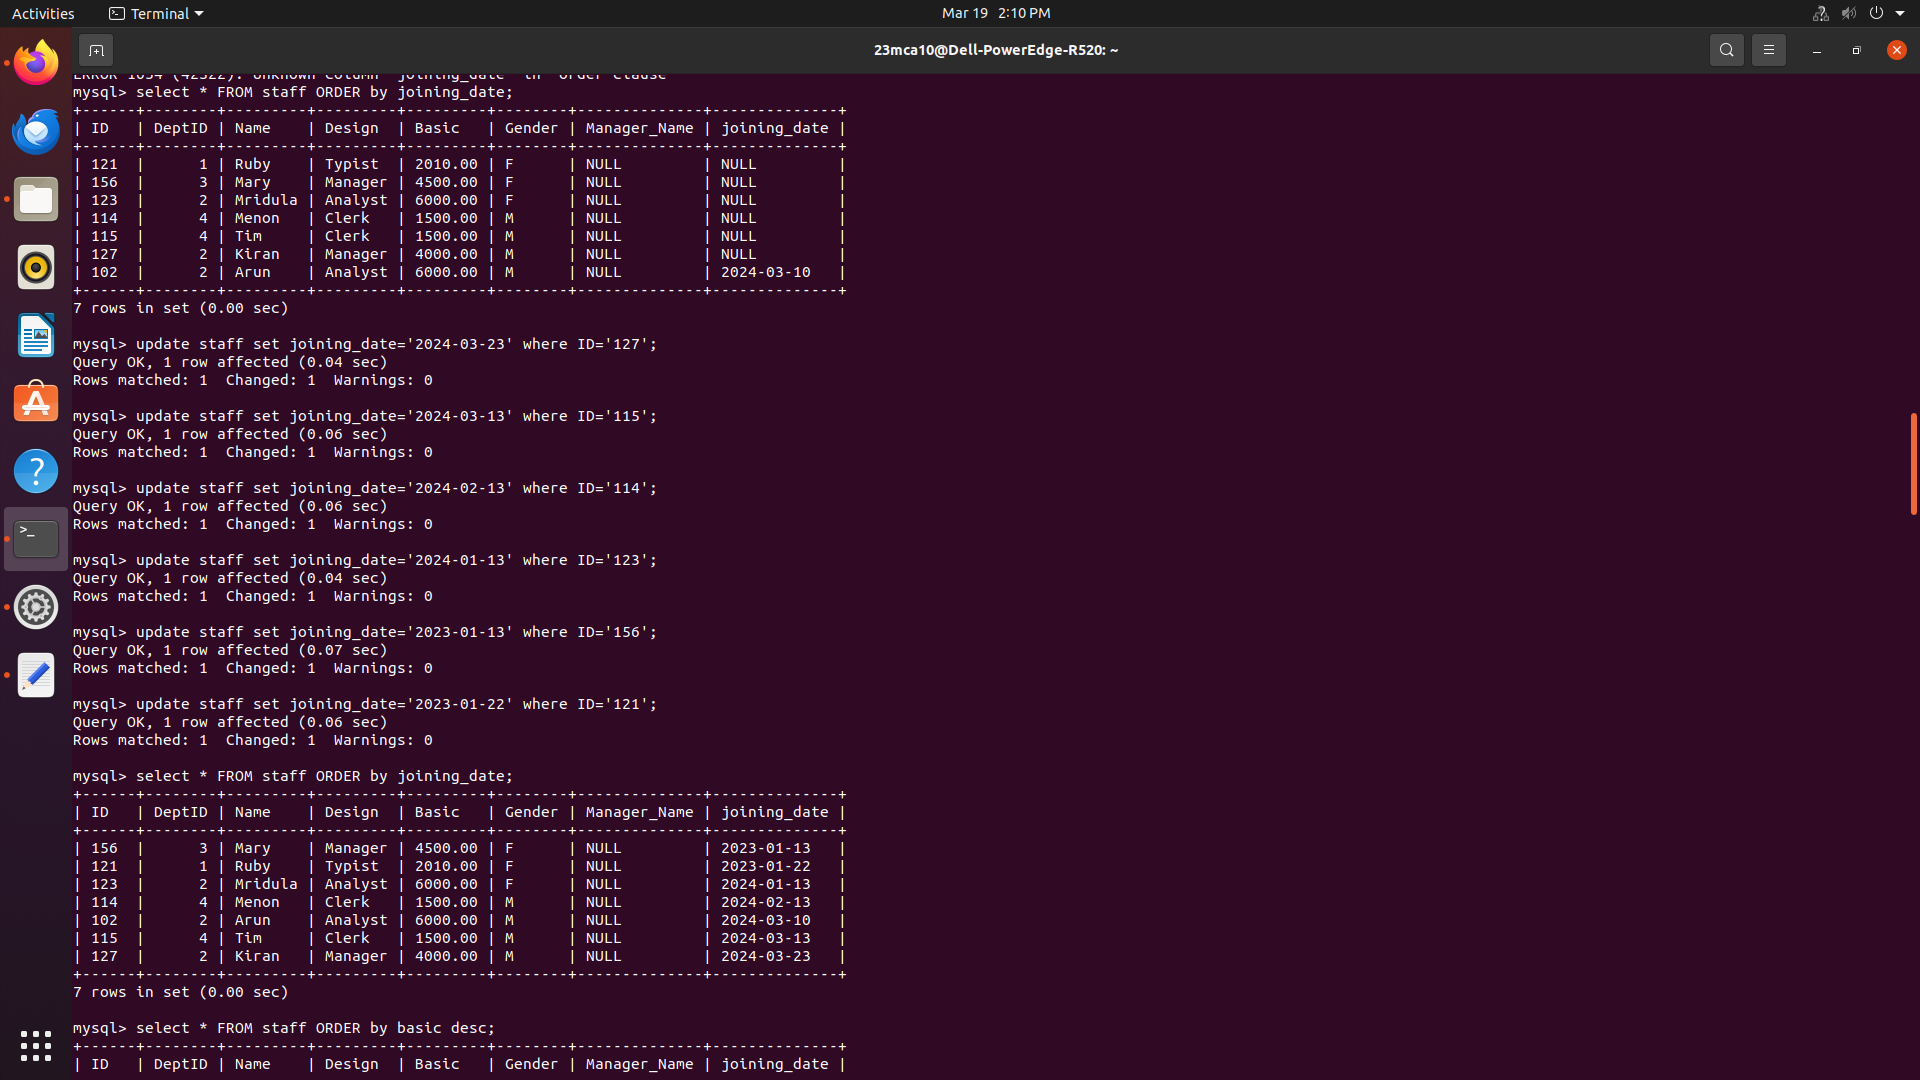 Activities Terminal Mar 19 2:10 PM
23mca10@Dell-PowerEdge-R520: ~
ERROR 1054 (42S22): Unknown column 'joining_date' in 'order clause'
mysql> select * FROM staff ORDER by joining_date;
+------+--------+---------+---------+---------+--------+--------------+--------------+
| ID   | DeptID | Name    | Design  | Basic   | Gender | Manager_Name | joining_date |
+------+--------+---------+---------+---------+--------+--------------+--------------+
| 121  |      1 | Ruby    | Typist  | 2010.00 | F      | NULL         | NULL         |
| 156  |      3 | Mary    | Manager | 4500.00 | F      | NULL         | NULL         |
| 123  |      2 | Mridula | Analyst | 6000.00 | F      | NULL         | NULL         |
| 114  |      4 | Menon   | Clerk   | 1500.00 | M      | NULL         | NULL         |
| 115  |      4 | Tim     | Clerk   | 1500.00 | M      | NULL         | NULL         |
| 127  |      2 | Kiran   | Manager | 4000.00 | M      | NULL         | NULL         |
| 102  |      2 | Arun    | Analyst | 6000.00 | M      | NULL         | 2024-03-10   |
+------+--------+---------+---------+---------+--------+--------------+--------------+
7 rows in set (0.00 sec)
mysql> update staff set joining_date='2024-03-23' where ID='127';
Query OK, 1 row affected (0.04 sec)
Rows matched: 1  Changed: 1  Warnings: 0
mysql> update staff set joining_date='2024-03-13' where ID='115';
Query OK, 1 row affected (0.06 sec)
Rows matched: 1  Changed: 1  Warnings: 0
mysql> update staff set joining_date='2024-02-13' where ID='114';
Query OK, 1 row affected (0.06 sec)
Rows matched: 1  Changed: 1  Warnings: 0
mysql> update staff set joining_date='2024-01-13' where ID='123';
Query OK, 1 row affected (0.04 sec)
Rows matched: 1  Changed: 1  Warnings: 0
mysql> update staff set joining_date='2023-01-13' where ID='156';
Query OK, 1 row affected (0.07 sec)
Rows matched: 1  Changed: 1  Warnings: 0
mysql> update staff set joining_date='2023-01-22' where ID='121';
Query OK, 1 row affected (0.06 sec)
Rows matched: 1  Changed: 1  Warnings: 0
mysql> select * FROM staff ORDER by joining_date;
+------+--------+---------+---------+---------+--------+--------------+--------------+
| ID   | DeptID | Name    | Design  | Basic   | Gender | Manager_Name | joining_date |
+------+--------+---------+---------+---------+--------+--------------+--------------+
| 156  |      3 | Mary    | Manager | 4500.00 | F      | NULL         | 2023-01-13   |
| 121  |      1 | Ruby    | Typist  | 2010.00 | F      | NULL         | 2023-01-22   |
| 123  |      2 | Mridula | Analyst | 6000.00 | F      | NULL         | 2024-01-13   |
| 114  |      4 | Menon   | Clerk   | 1500.00 | M      | NULL         | 2024-02-13   |
| 102  |      2 | Arun    | Analyst | 6000.00 | M      | NULL         | 2024-03-10   |
| 115  |      4 | Tim     | Clerk   | 1500.00 | M      | NULL         | 2024-03-13   |
| 127  |      2 | Kiran   | Manager | 4000.00 | M      | NULL         | 2024-03-23   |
+------+--------+---------+---------+---------+--------+--------------+--------------+
7 rows in set (0.00 sec)
mysql> select * FROM staff ORDER by basic desc;
+------+--------+---------+---------+---------+--------+--------------+--------------+
| ID   | DeptID | Name    | Design  | Basic   | Gender | Manager_Name | joining_date |